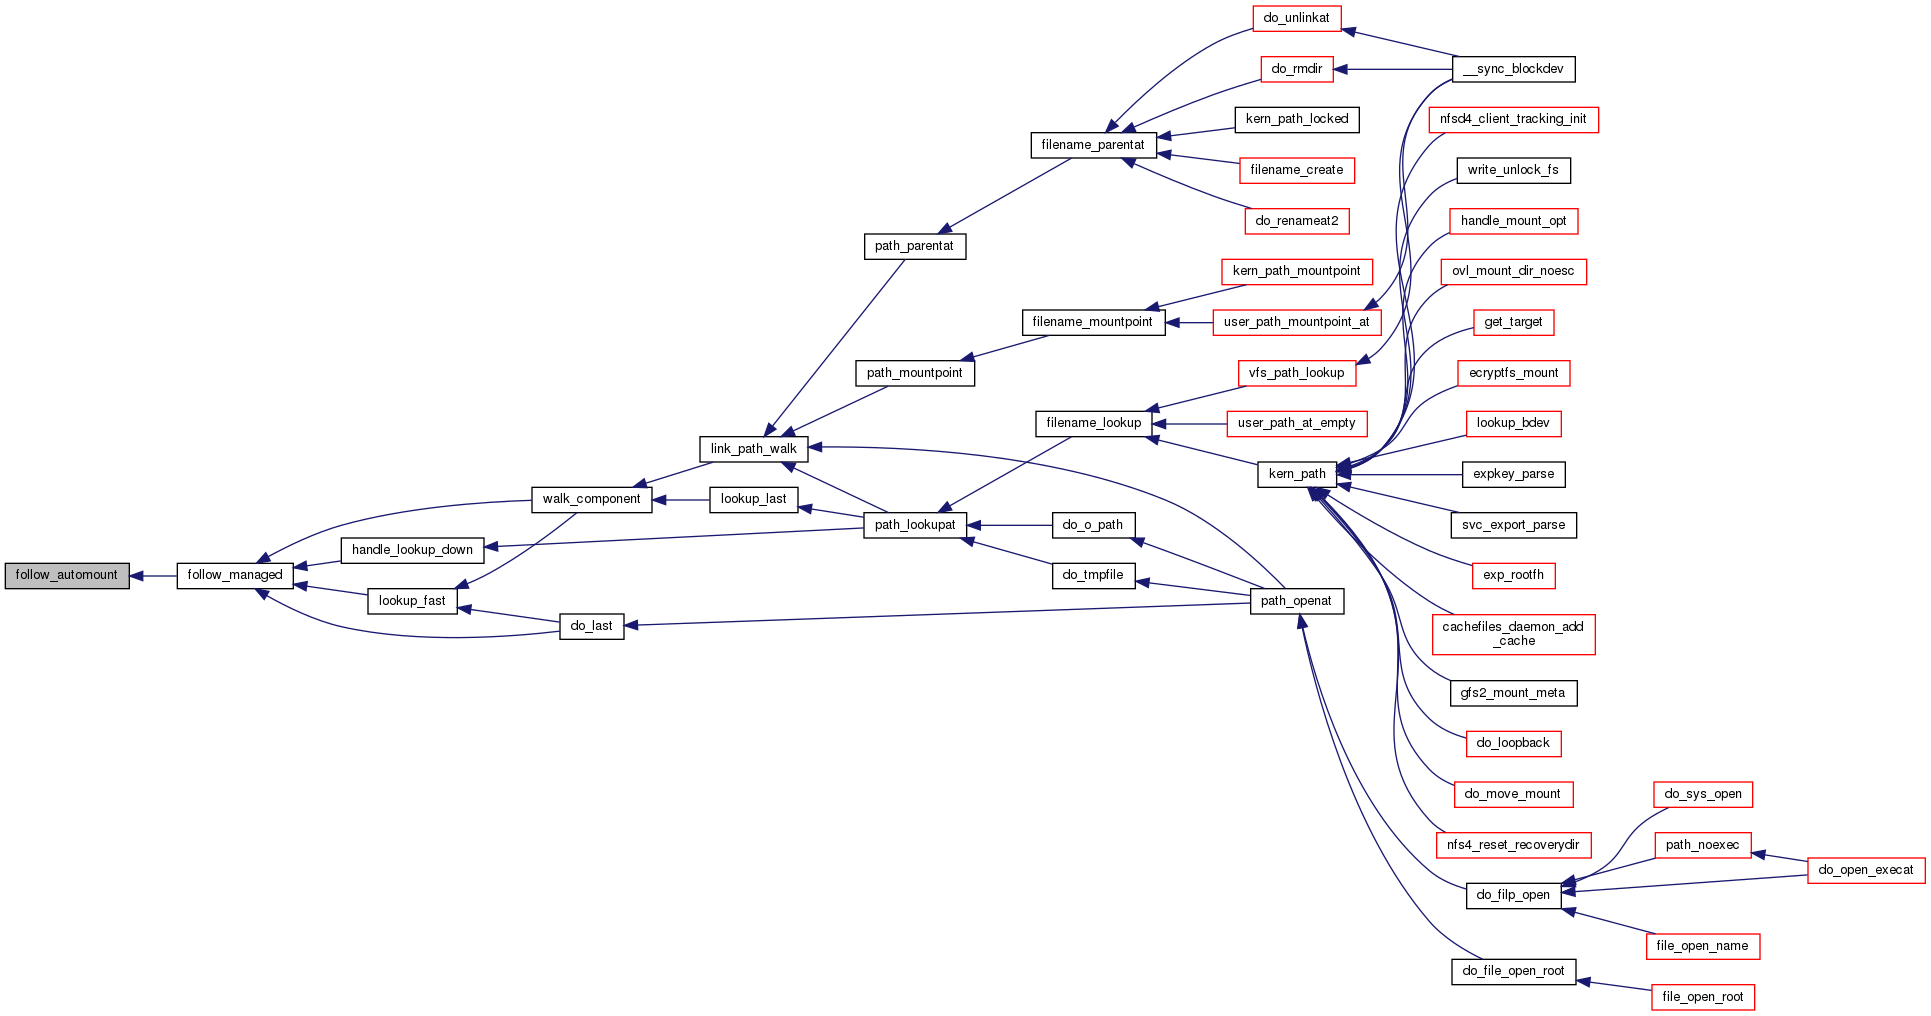 do_unlinkat
__sync_blockdev
do_rmdir
nfsd4_client_tracking_init
kern_path_locked
filename_parentat
write_unlock_fs
filename_create
handle_mount_opt
do_renameat2
path_parentat
kern_path_mountpoint
ovl_mount_dir_noesc
filename_mountpoint
user_path_mountpoint_at
get_target
path_mountpoint
vfs_path_lookup
ecryptfs_mount
filename_lookup
user_path_at_empty
lookup_bdev
link_path_walk
kern_path
expkey_parse
walk_component
lookup_last
path_lookupat
do_o_path
svc_export_parse
handle_lookup_down
follow_automount
follow_managed
do_tmpfile
exp_rootfh
lookup_fast
path_openat
do_last
cachefiles_daemon_add
_cache
gfs2_mount_meta
do_loopback
do_move_mount
do_sys_open
nfs4_reset_recoverydir
path_noexec
do_open_execat
do_filp_open
file_open_name
do_file_open_root
file_open_root